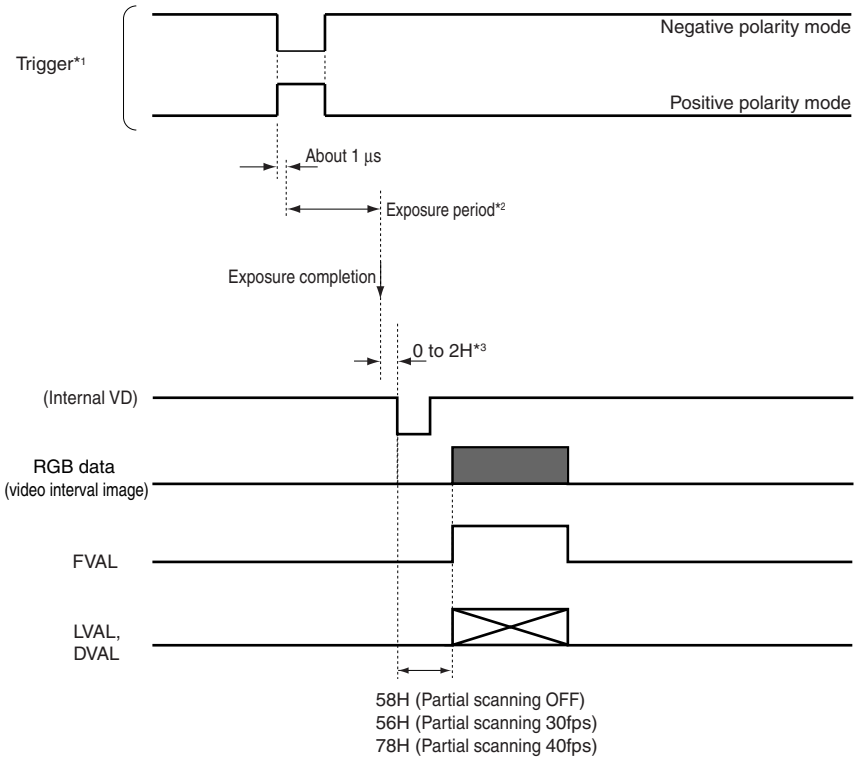 Negative polarity mode
Trigger*1
Positive polarity mode
About 1 μs
Exposure period*2
Exposure completion
0 to 2H*3
(Internal VD)
RGB data
(video interval image)
FVAL
LVAL,
DVAL
58H (Partial scanning OFF)
56H (Partial scanning 30fps)
78H (Partial scanning 40fps)